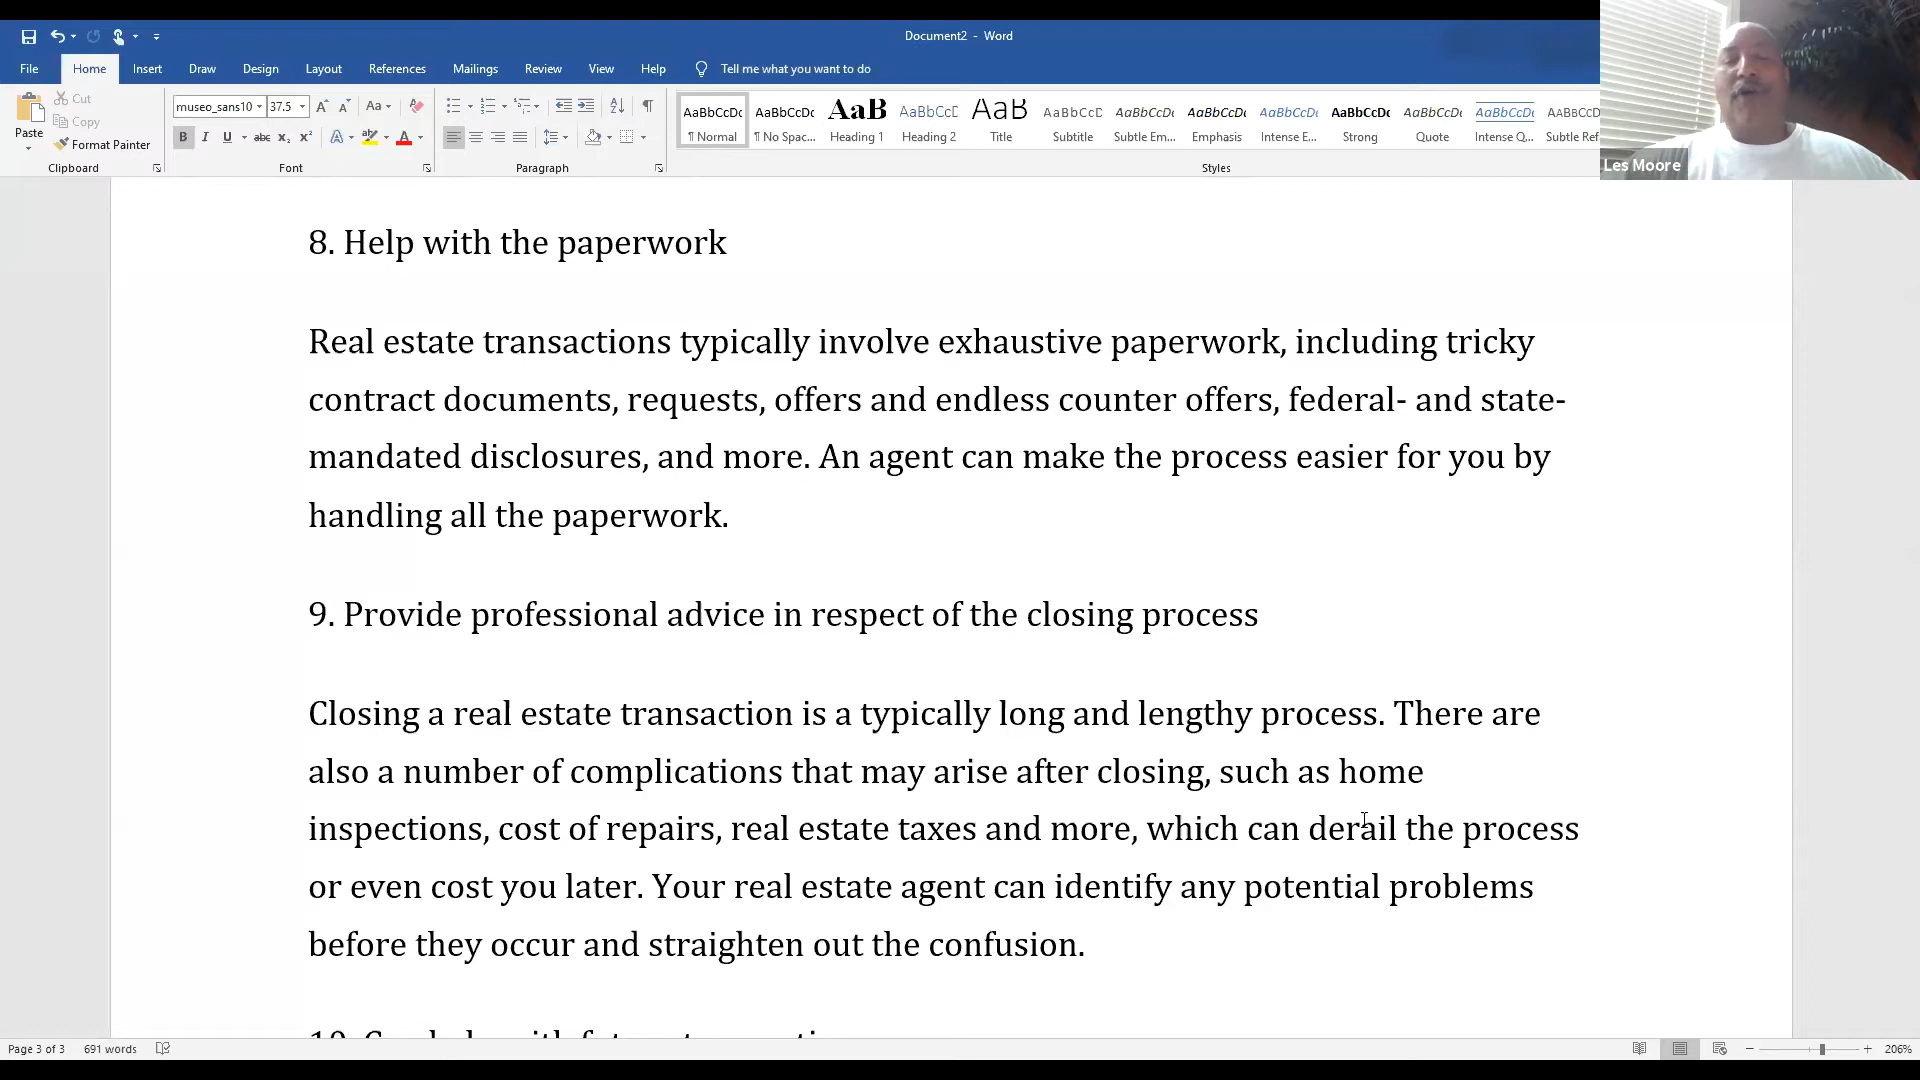 Document2 - Word
File Home Insert Draw Design Layout References Mailings Review View Help Tell me what you want to do
Paste
Cut
Copy
Format Painter
Clipboard
museo_sans10 37.5
Font
Paragraph
AaBbCcDc AaBbCcDc AaB AaBbCcD AaB AaBbCcD AaBbCcDc AaBbCcDc AaBbCcDc AaBbCcDc AaBbCcDc AaBbCcDc AaBbCcDc
¶ Normal ¶ No Spac... Heading 1 Heading 2 Title Subtitle Subtle Em... Emphasis Intense E... Strong Quote Intense Q... Subtle Ref
Styles
Les Moore
8. Help with the paperwork
Real estate transactions typically involve exhaustive paperwork, including tricky
contract documents, requests, offers and endless counter offers, federal- and state-
mandated disclosures, and more. An agent can make the process easier for you by
handling all the paperwork.
9. Provide professional advice in respect of the closing process
Closing a real estate transaction is a typically long and lengthy process. There are
also a number of complications that may arise after closing, such as home
inspections, cost of repairs, real estate taxes and more, which can derail the process
or even cost you later. Your real estate agent can identify any potential problems
before they occur and straighten out the confusion.
Page 3 of 3 691 words
206%